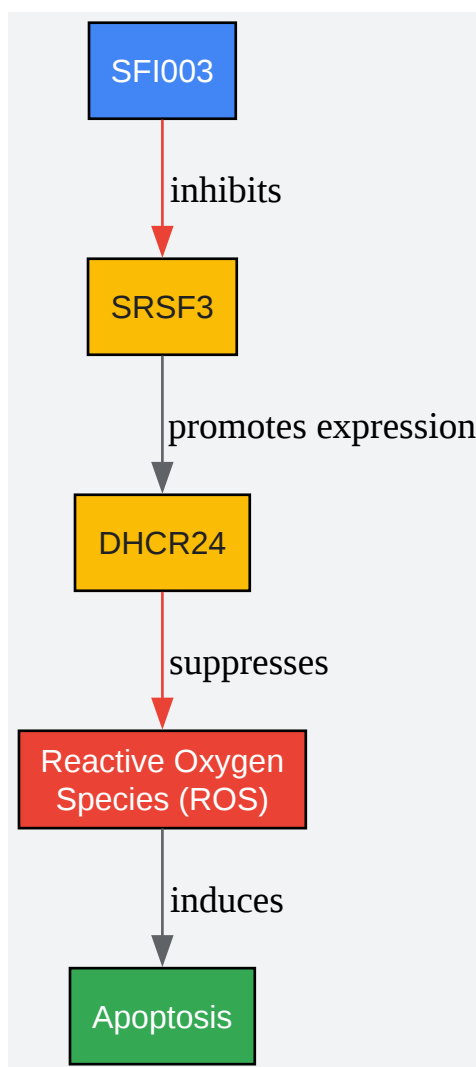 SFI003
inhibits
SRSF3
promotes expression
DHCR24
suppresses
Reactive Oxygen
Species (ROS)
induces
Apoptosis